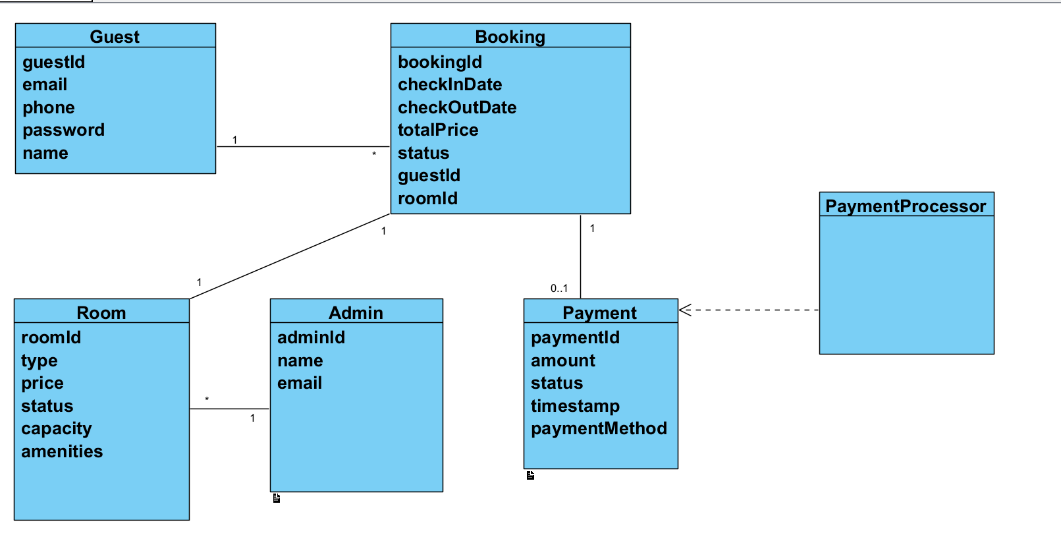 Guest
guestId
email
phone
password
name
1
*
Booking
bookingId
checkInDate
checkOutDate
totalPrice
status
guestId
roomId
1
1
1
0..1
PaymentProcessor
Room
roomId
type
price
status
capacity
amenities
*
1
Admin
adminId
name
email
Payment
paymentId
amount
status
timestamp
paymentMethod